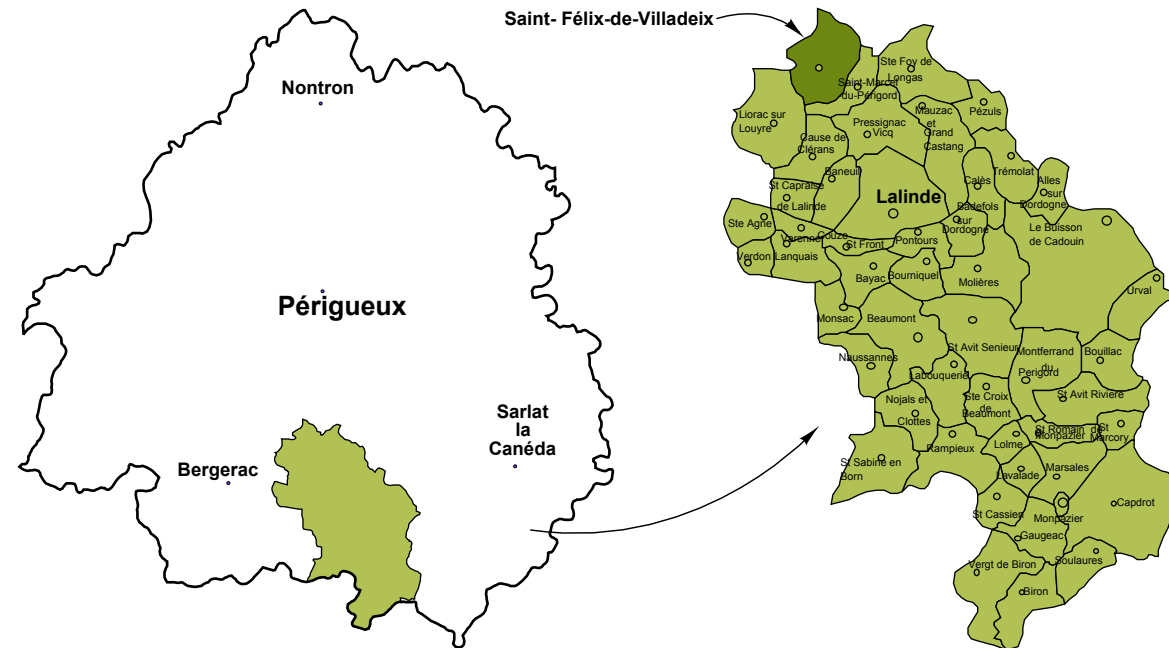 Saint- Félix-de-Villadeix
Nontron
Périgueux
Sarlat
la
Canéda
Bergerac
Ste Foy de
Longas
Saint-Marcel
du-Périgord
Pézuls
Mauzac
et
Grand
Castang
Liorac sur
Louyre
Pressignac
Vicq
Cause de
Clérans
Baneuil
Trémolat
Calès
Alles
sur
Dordogne
St Capraise
de Lalinde
Lalinde
Badefols
sur
Dordogne
Le Buisson
de Cadouin
Ste Agne
Varenne
Couze
St Front
Pontours
Verdon
Lanquais
Bayac
Bourniquel
Molières
Urval
Monsac
Beaumont
St Avit Senieur
Montferrand
du
Perigord
Bouillac
Naussannes
Labouquerie
St Avit Riviere
Nojals et
Clottes
Ste Croix
de
Beaumont
St Romain de
Monpazier
St
Marcory
Rampieux
Lolme
St Sabine en
Born
Lavalade
Marsales
St Cassien
Monpazier
Capdrot
Gaugeac
Vergt de Biron
Soulaures
Biron